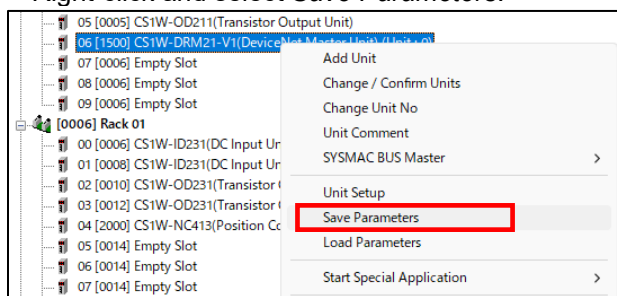 Right-click and select Save Parameters.
05 [0005] CS1W-OD211(Transistor Output Unit)
06 [1500] CS1W-DRM21-V1(DeviceNet Master Unit) (Unit : 0)
07 [0006] Empty Slot
08 [0006] Empty Slot
09 [0006] Empty Slot
[0006] Rack 01
00 [0006] CS1W-ID231(DC Input Un
01 [0008] CS1W-ID231(DC Input Un
02 [0010] CS1W-OD231(Transistor
03 [0012] CS1W-OD231(Transistor
04 [2000] CS1W-NC413(Position Co
05 [0014] Empty Slot
06 [0014] Empty Slot
07 [0014] Empty Slot
Add Unit
Change / Confirm Units
Change Unit No
Unit Comment
SYSMAC BUS Master >
Unit Setup
Save Parameters
Load Parameters
Start Special Application >